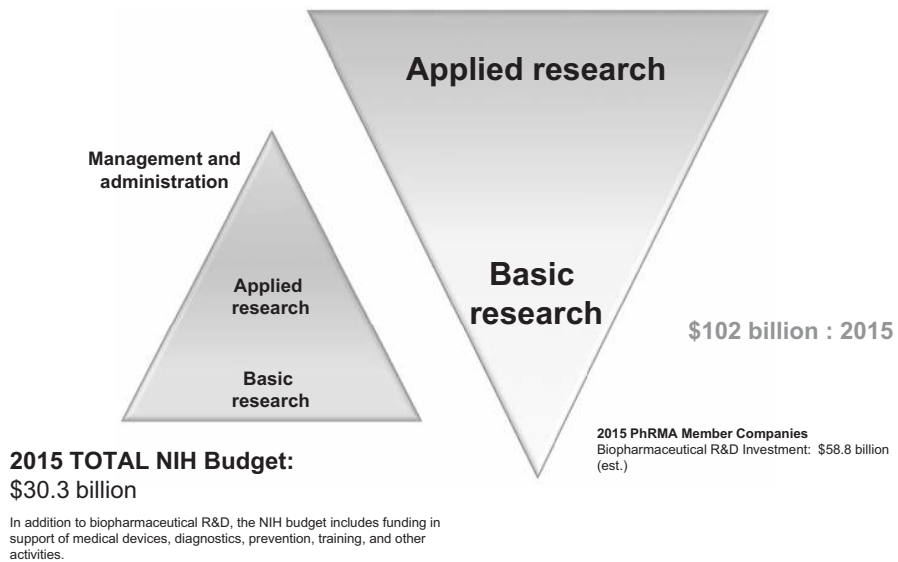 Applied research
Management and
administration
Applied
research
Basic
research
Basic
research
$102 billion : 2015
2015 PhRMA Member Companies
Biopharmaceutical R&D Investment: $58.8 billion
(est.)
2015 TOTAL NIH Budget:
$30.3 billion
In addition to biopharmaceutical R&D, the NIH budget includes funding in
support of medical devices, diagnostics, prevention, training, and other
activities.